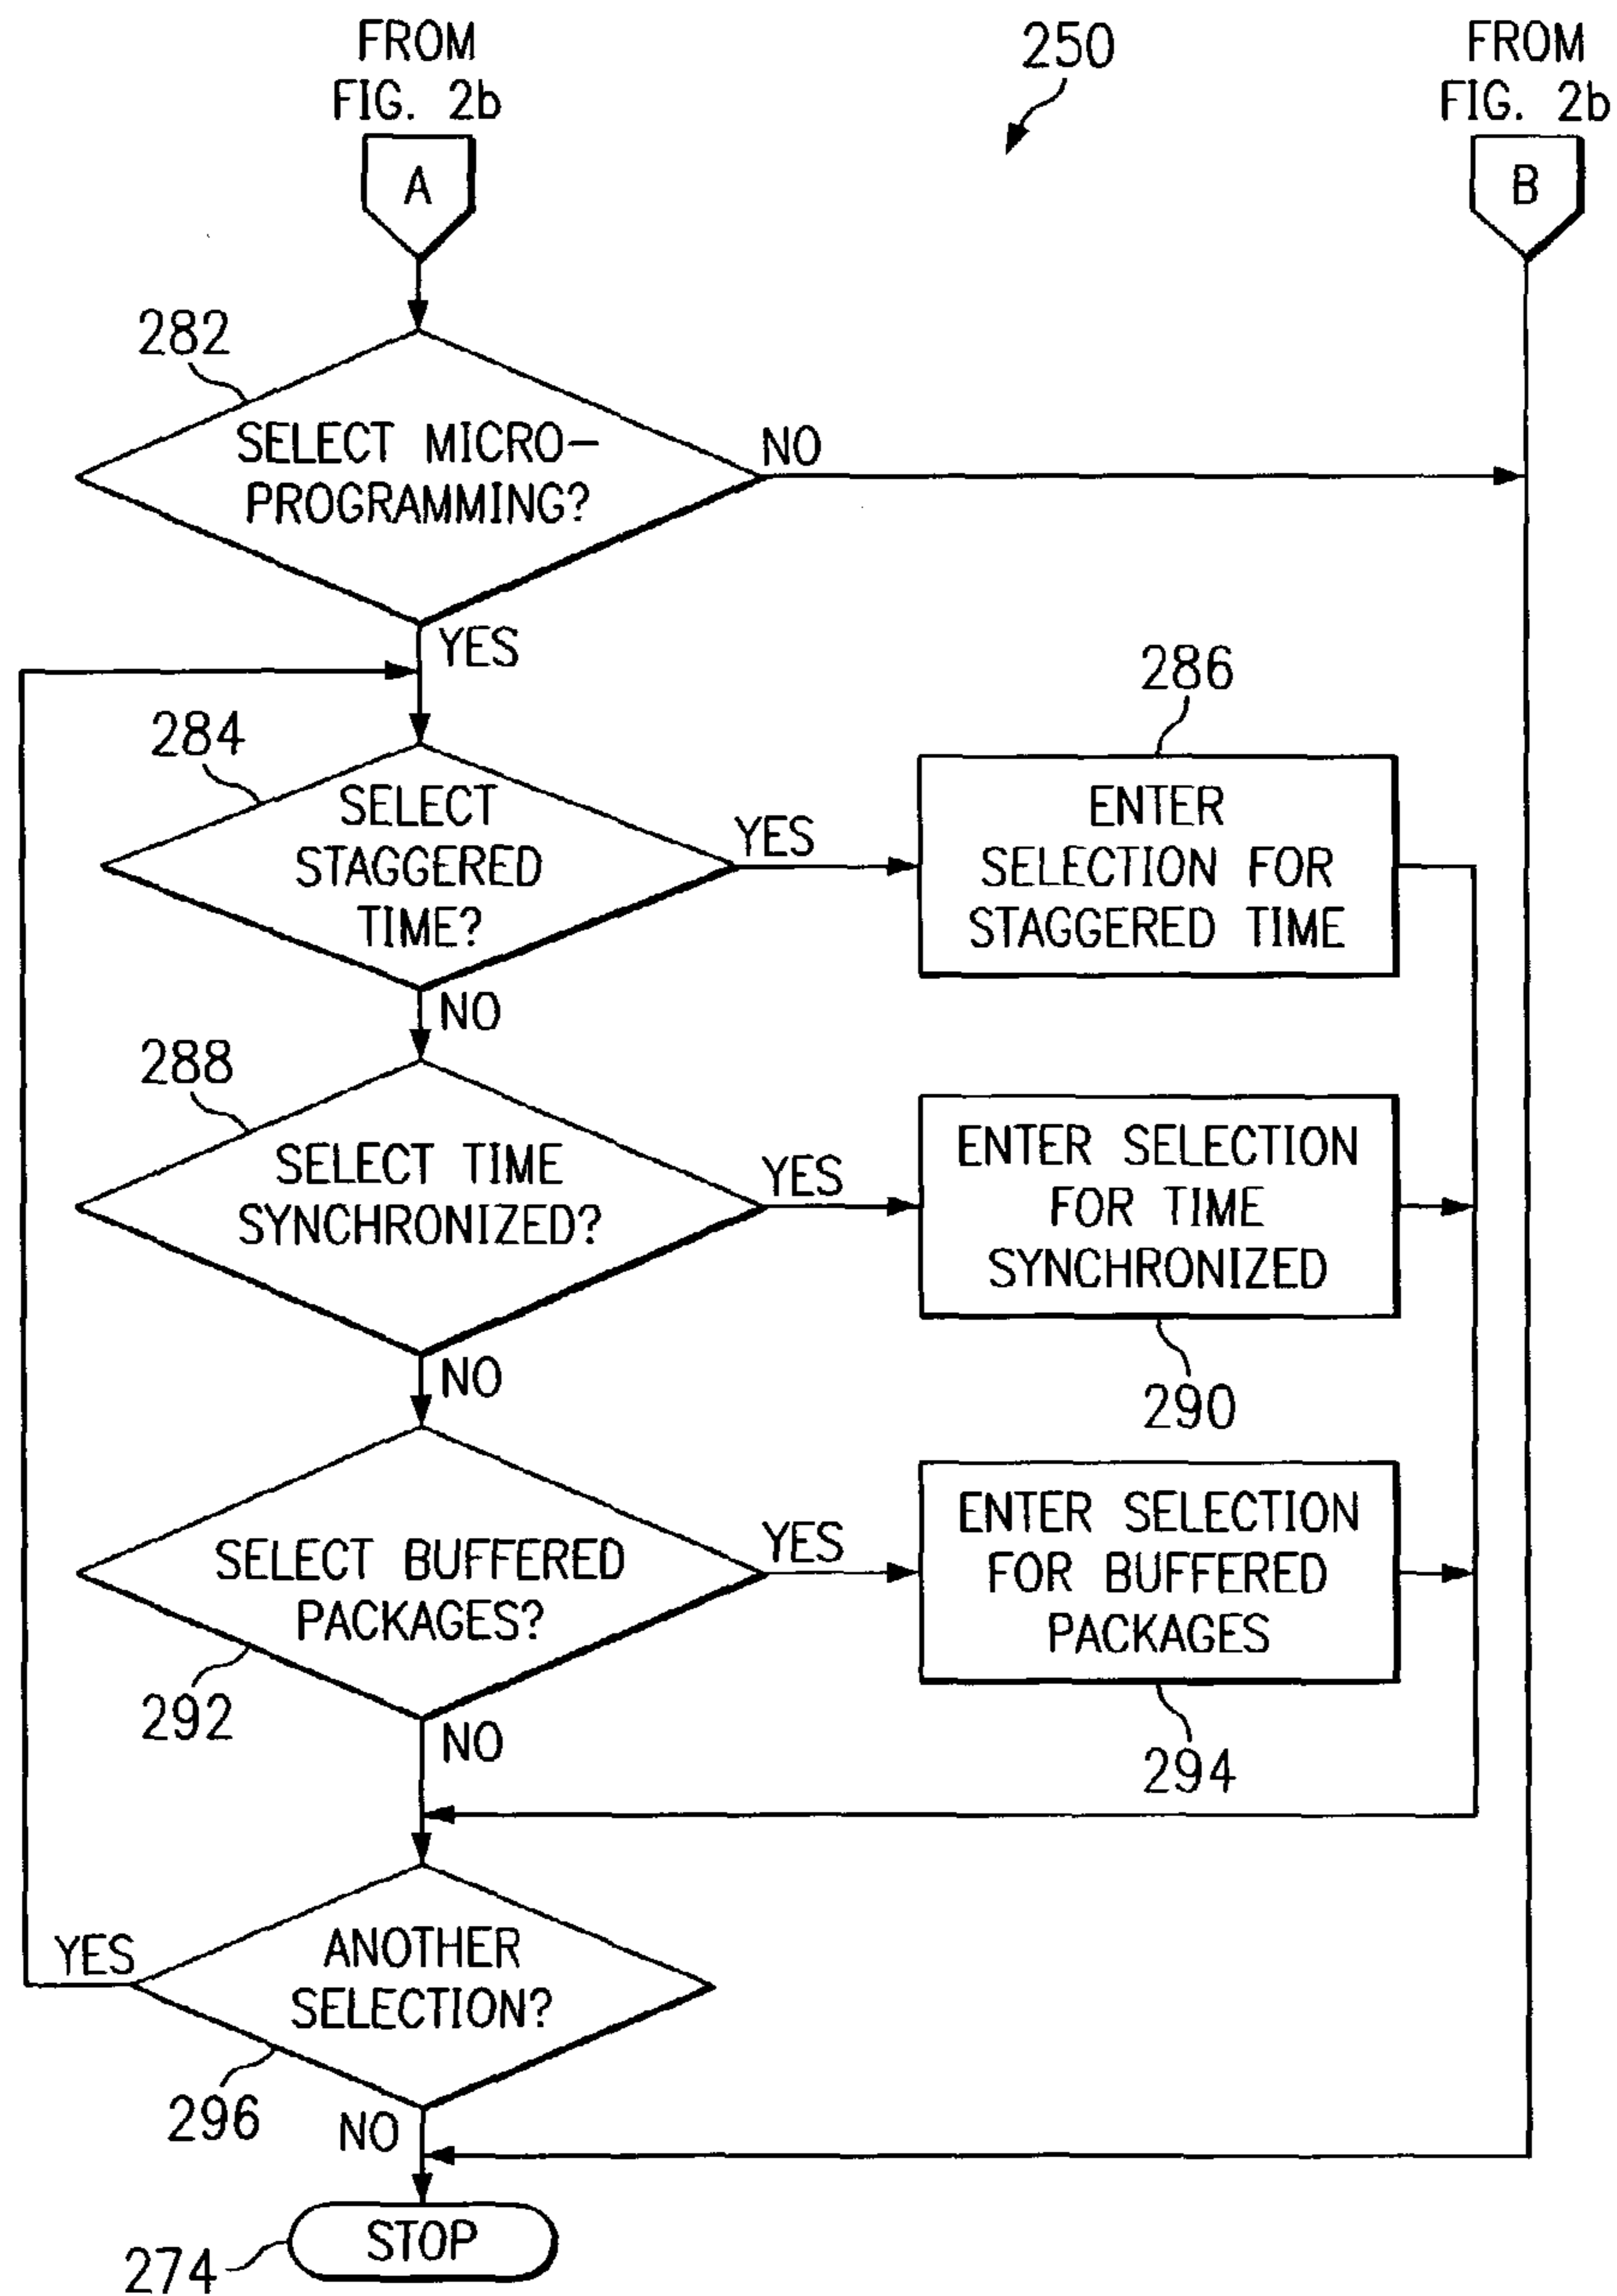 FROM
FIG. 2b
250
FROM
FIG. 2b
A
B
282
SELECT MICRO-
PROGRAMMING?
NO
YES
284
SELECT
STAGGERED
TIME?
YES
286
ENTER
SELECTION FOR
STAGGERED TIME
NO
288
SELECT TIME
SYNCHRONIZED?
YES
ENTER SELECTION
FOR TIME
SYNCHRONIZED
290
NO
SELECT BUFFERED
PACKAGES?
292
YES
ENTER SELECTION
FOR BUFFERED
PACKAGES
294
NO
ANOTHER
SELECTION?
YES
296
NO
STOP
274